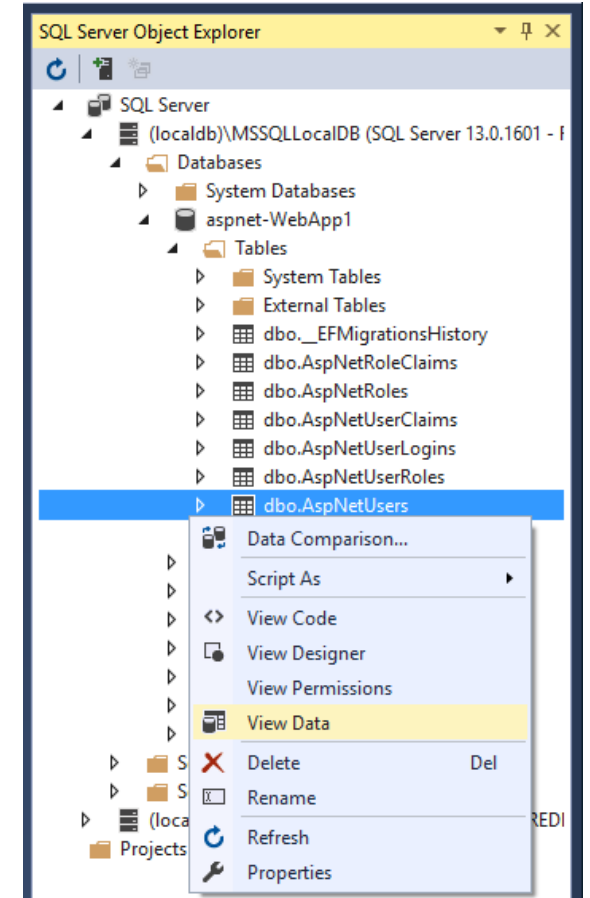 SQL Server Object Explorer
SQL Server
(localdb)\MSSQLLocalDB (SQL Server 13.0.1601 -
Databases
System Databases
aspnet-WebApp1
Tables
System Tables
External Tables
dbo.__EFMigrationsHistory
dbo.AspNetRoleClaims
dbo.AspNetRoles
dbo.AspNetUserClaims
dbo.AspNetUserLogins
dbo.AspNetUserRoles
dbo.AspNetUsers
Data Comparison...
Script As
View Code
View Designer
View Permissions
View Data
S
Delete Del
S
Rename
(loca
REDI
Refresh
Projects
Properties